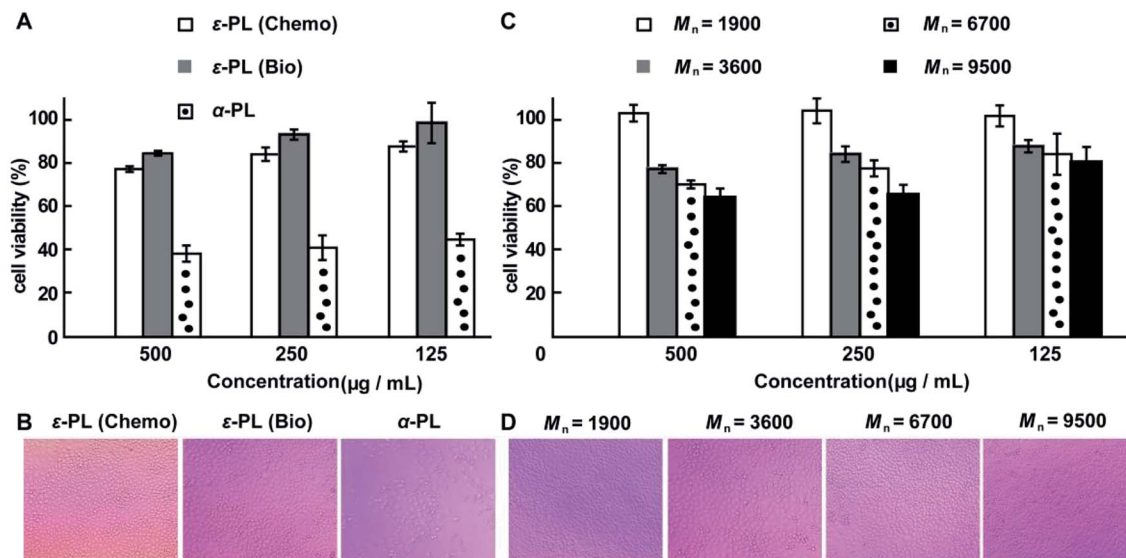 A
ε-PL (Chemo)
ε-PL (Bio)
α-PL
cell viability (%)
100
80
60
40
20
0
500 250 125
Concentration(µg / mL)
C
Mn = 1900 Mn = 6700
Mn = 3600 Mn = 9500
cell viability (%)
100
80
60
40
20
0
500 250 125
Concentration(µg / mL)
B ε-PL (Chemo) ε-PL (Bio) α-PL
D Mn = 1900 Mn = 3600 Mn = 6700 Mn = 9500